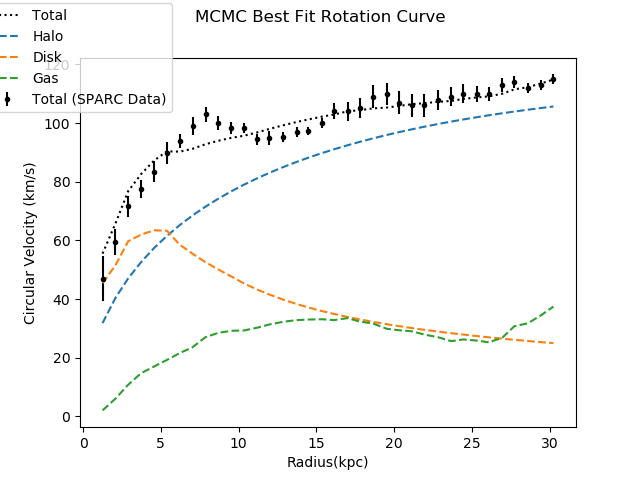 MCMC Best Fit Rotation Curve
Total
Halo
Disk
Gas
Total (SPARC Data)
120
100
80
60
40
20
0
Circular Velocity (km/s)
0 5 10 15 20 25 30
Radius(kpc)